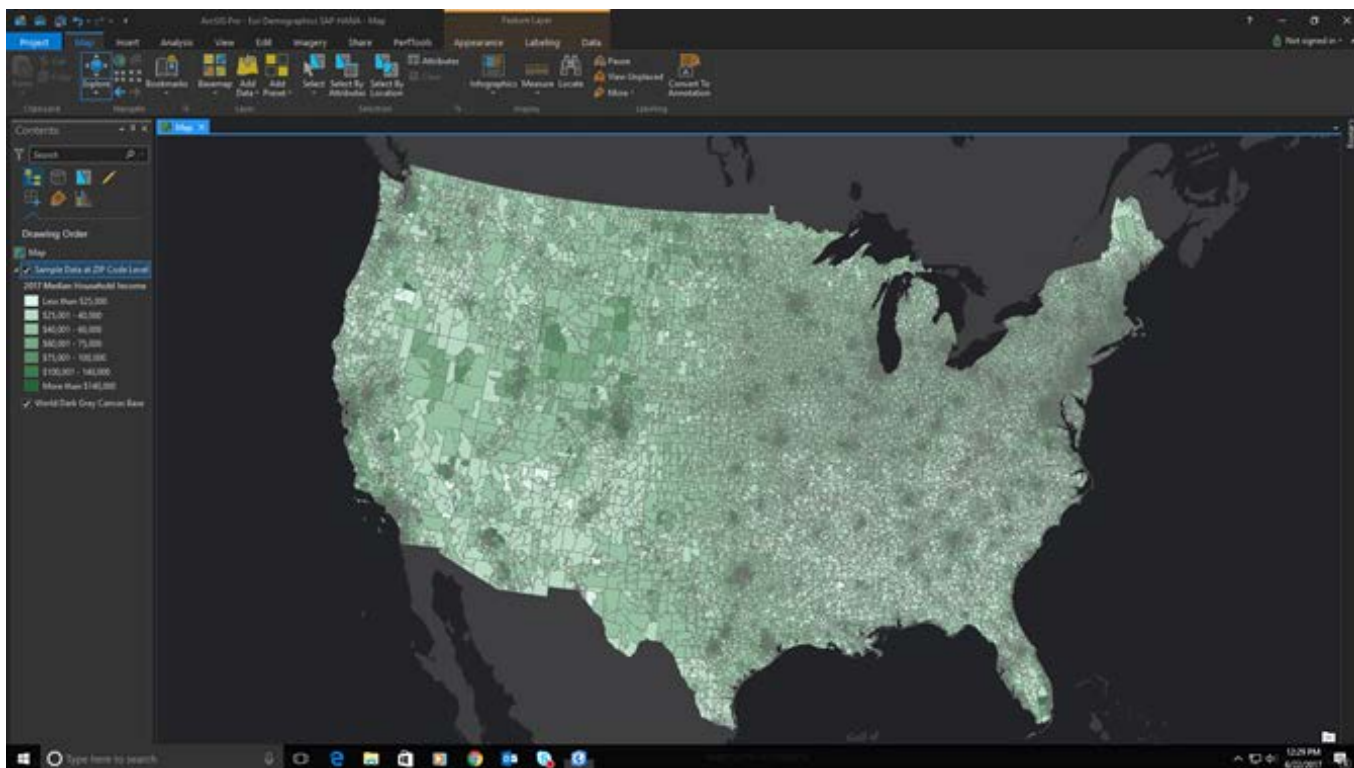 ArcGIS Pro - Esri Demographics SAP HANA - Map
Feature Layer
Project Map Insert Analysis View Edit Imagery Share PerfTools Appearance Labeling Data
Not signed in
Explore
Bookmarks
Basemap
Add Data
Add Preset
Select
Select By Attributes
Select By Location
Attributes
Clear
Infographics
Measure
Locate
Pause
View Unplaced
More
Convert To Annotation
Clipboard Navigate Layer Selection Inquiry Labeling
Contents
Map
Search
Drawing Order
Map
Sample Data at ZIP Code Level
2017 Median Household Income
Less than $25,000
$25,001 - 40,000
$40,001 - 60,000
$60,001 - 75,000
$75,001 - 100,000
$100,001 - 140,000
More than $140,000
World Dark Grey Canvas Base
Type here to search
12:29 PM
6/22/2017